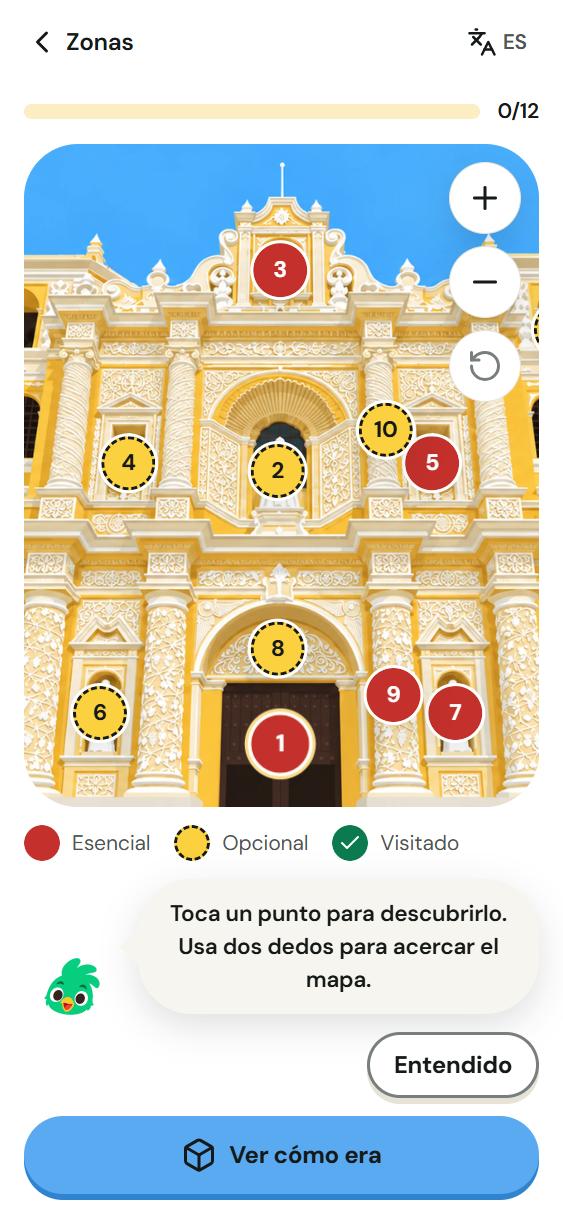 Zonas
ES
0/12
3
10
4
2
5
8
9
6
7
1
Esencial
Opcional
Visitado
Toca un punto para descubrirlo.
Usa dos dedos para acercar el
mapa.
Entendido
Ver cómo era